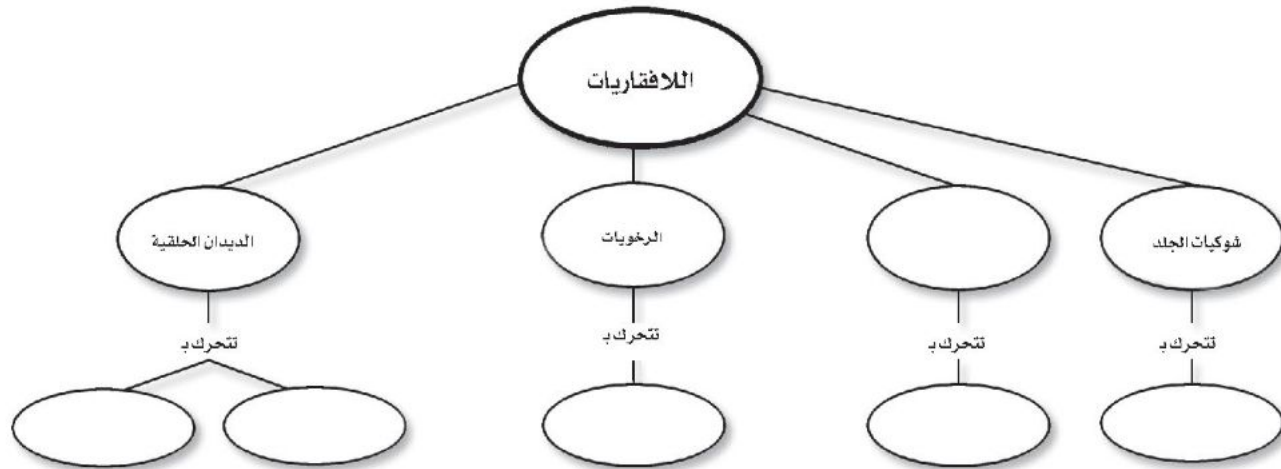 اللافقاريات
شوكيات الجلد
الرخويات
الديدان الحلقية
تتحرك بـ
تتحرك بـ
تتحرك بـ
تتحرك بـ